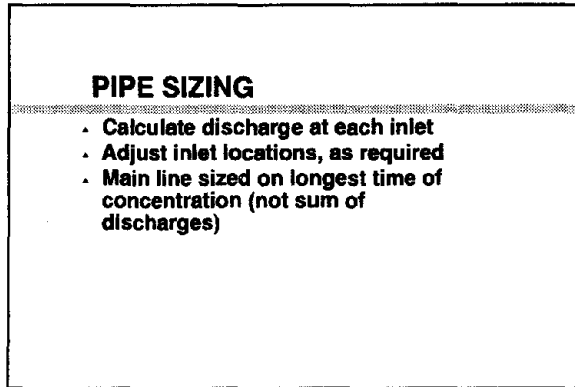 PIPE SIZING
Calculate discharge at each inlet
Adjust inlet locations, as required
Main line sized on longest time of
concentration (not sum of
discharges)